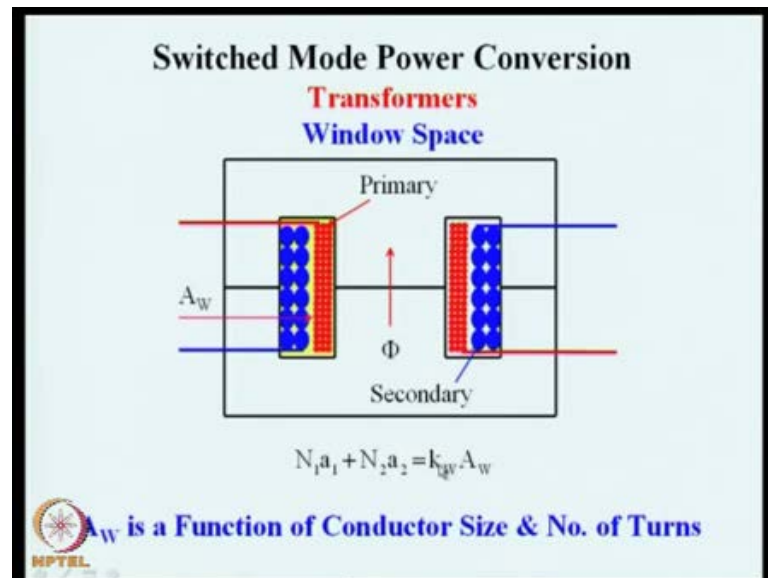 Switched Mode Power Conversion
Transformers
Window Space
Primary
A_W
Φ
Secondary
N₁a₁ + N₂a₂ = k_W A_W
A_W is a Function of Conductor Size & No. of Turns
NPTEL